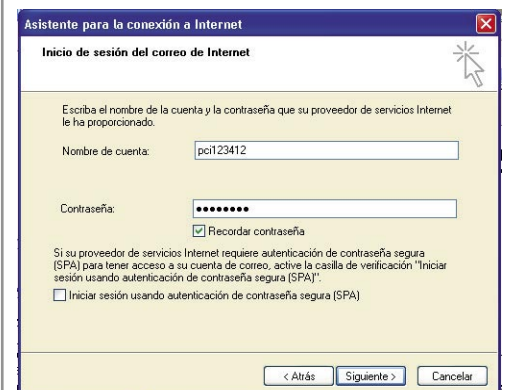 Asistente para la conexión a Internet
Inicio de sesión del correo de Internet
Escriba el nombre de la cuenta y la contraseña que su proveedor de servicios Internet
le ha proporcionado.
Nombre de cuenta: pci123412
Contraseña: ••••••••
Recordar contraseña
Si su proveedor de servicios Internet requiere autenticación de contraseña segura
(SPA) para tener acceso a su cuenta de correo, active la casilla de verificación "Iniciar
sesión usando autenticación de contraseña segura (SPA)".
Iniciar sesión usando autenticación de contraseña segura (SPA)
< Atrás Siguiente > Cancelar